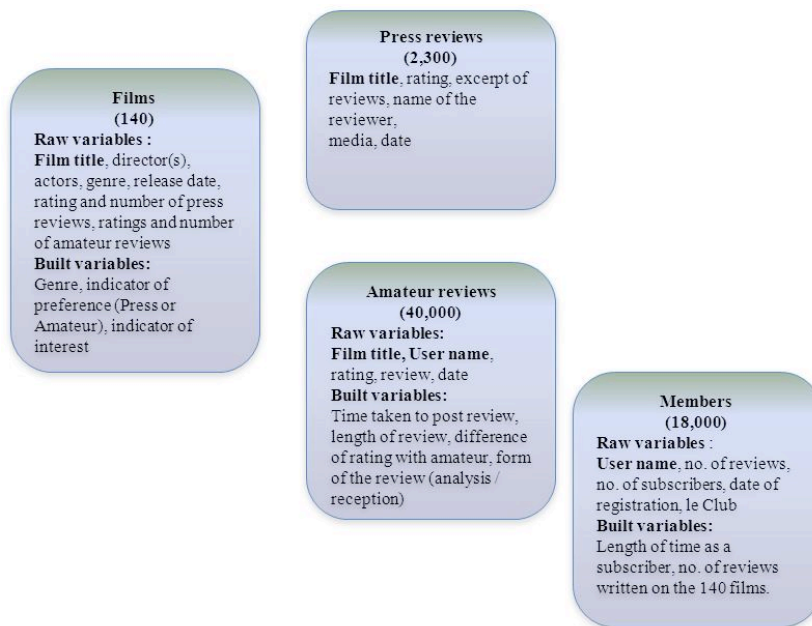 Films
(140)
Raw variables :
Film title, director(s),
actors, genre, release date,
rating and number of press
reviews, ratings and number
of amateur reviews
Built variables:
Genre, indicator of
preference (Press or
Amateur), indicator of
interest
Press reviews
(2,300)
Film title, rating, excerpt of
reviews, name of the
reviewer,
media, date
Amateur reviews
(40,000)
Raw variables:
Film title, User name,
rating, review, date
Built variables:
Time taken to post review,
length of review, difference
of rating with amateur, form
of the review (analysis /
reception)
Members
(18,000)
Raw variables :
User name, no. of reviews,
no. of subscribers, date of
registration, le Club
Built variables:
Length of time as a
subscriber, no. of reviews
written on the 140 films.